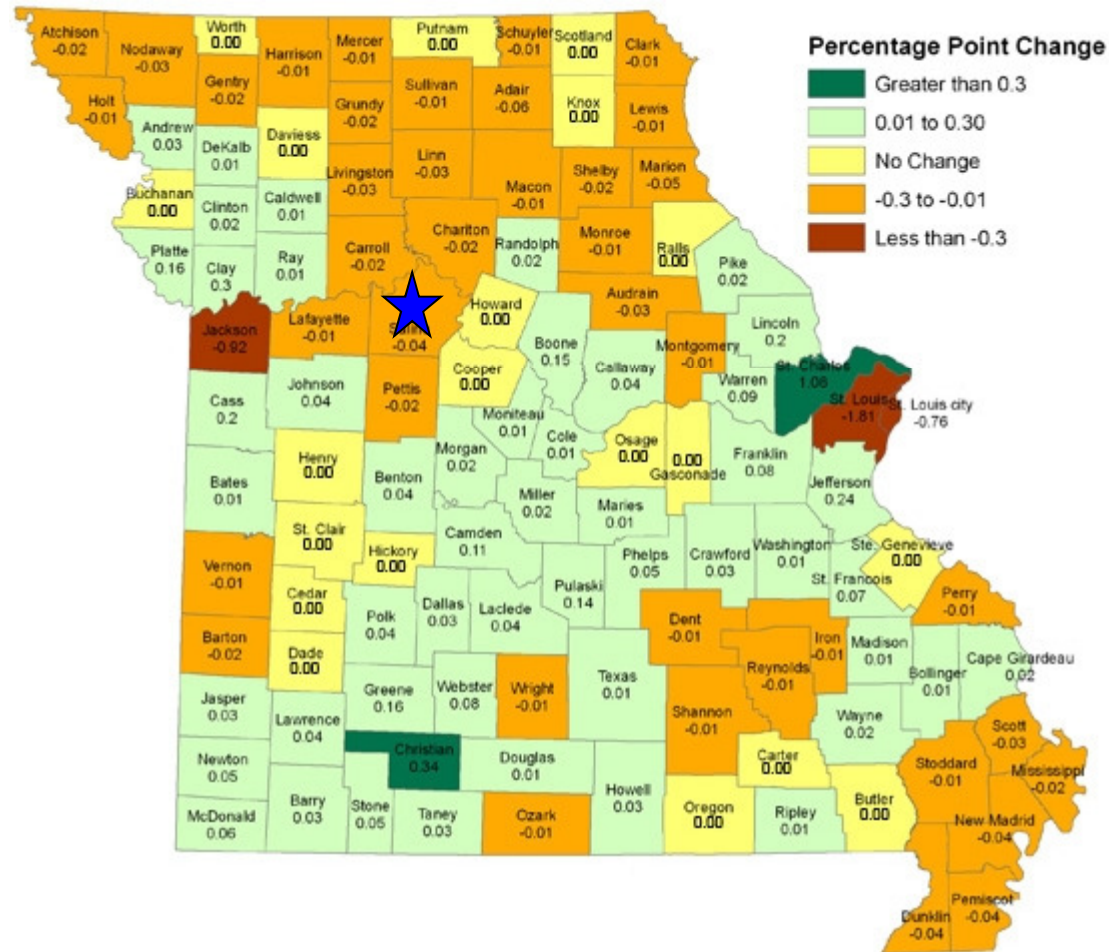 Percentage Point Change
Greater than 0.3
0.01 to 0.30
No Change
-0.3 to -0.01
Less than -0.3
Atchison
-0.02
Nodaway
-0.03
Worth
0.00
Harrison
-0.01
Mercer
-0.01
Putnam
0.00
Schuyler
-0.01
Scotland
0.00
Clark
-0.01
Holt
-0.01
Gentry
-0.02
Sullivan
-0.01
Adair
-0.06
Knox
0.00
Lewis
-0.01
Andrew
0.03
DeKalb
0.01
Daviess
0.00
Grundy
-0.02
Livingston
-0.03
Linn
-0.03
Macon
-0.01
Shelby
-0.02
Marion
-0.05
Buchanan
0.00
Clinton
0.02
Caldwell
0.01
Platte
0.16
Clay
0.3
Ray
0.01
Carroll
-0.02
Chariton
-0.02
Randolph
0.02
Monroe
-0.01
Ralls
0.00
Pike
0.02
Jackson
-0.92
Lafayette
-0.01
-0.04
Howard
0.00
Boone
0.15
Audrain
-0.03
Callaway
0.04
Montgomery
-0.01
Lincoln
0.2
Warren
0.09
St. Charles
1.06
St. Louis
-1.81
St. Louis city
-0.76
Cass
0.2
Johnson
0.04
Pettis
-0.02
Cooper
0.00
Moniteau
0.01
Cole
0.01
Osage
0.00
0.00
Gasconade
Franklin
0.08
Jefferson
0.24
Bates
0.01
Henry
0.00
Benton
0.04
Morgan
0.02
Miller
0.02
Maries
0.01
Camden
0.11
St. Clair
0.00
Hickory
0.00
Pulaski
0.14
Phelps
0.05
Crawford
0.03
Washington
0.01
Ste. Genevieve
0.00
St. Francois
0.07
Perry
-0.01
Vernon
-0.01
Cedar
0.00
Polk
0.04
Dallas
0.03
Laclede
0.04
Dent
-0.01
Iron
-0.01
Madison
0.01
Bollinger
0.01
Cape Girardeau
0.02
Barton
-0.02
Dade
0.00
Greene
0.16
Webster
0.08
Wright
-0.01
Texas
0.01
Reynolds
-0.01
Shannon
-0.01
Wayne
0.02
Scott
-0.03
Jasper
0.03
Lawrence
0.04
Christian
0.34
Douglas
0.01
Howell
0.03
Carter
0.00
Stoddard
-0.01
Mississippi
-0.02
Newton
0.05
McDonald
0.06
Barry
0.03
Stone
0.05
Taney
0.03
Ozark
-0.01
Oregon
0.00
Ripley
0.01
Butler
0.00
New Madrid
-0.04
Dunklin
-0.04
Pemiscot
-0.04